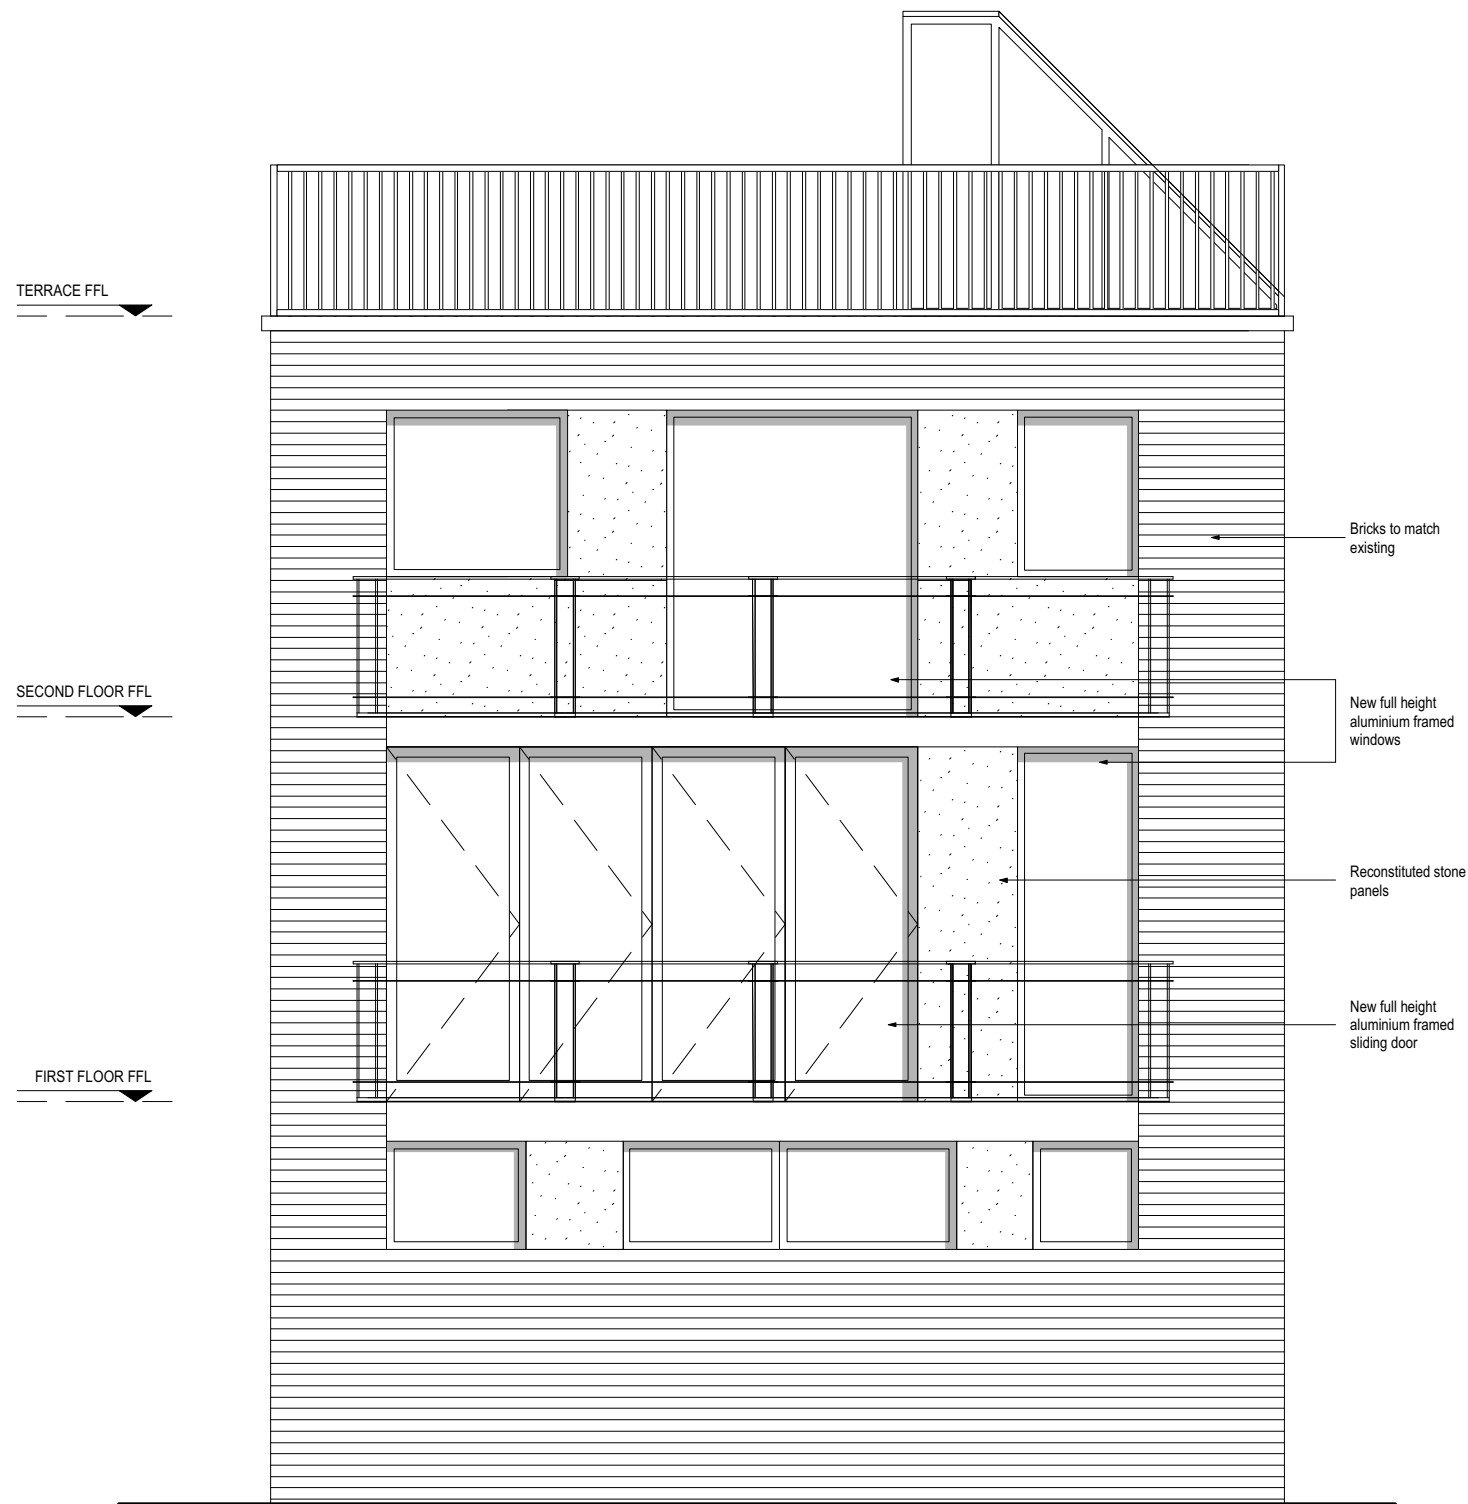 TERRACE FFL
Bricks to match
existing
SECOND FLOOR FFL
New full height
aluminium framed
windows
Reconstituted stone
panels
New full height
aluminium framed
sliding door
FIRST FLOOR FFL